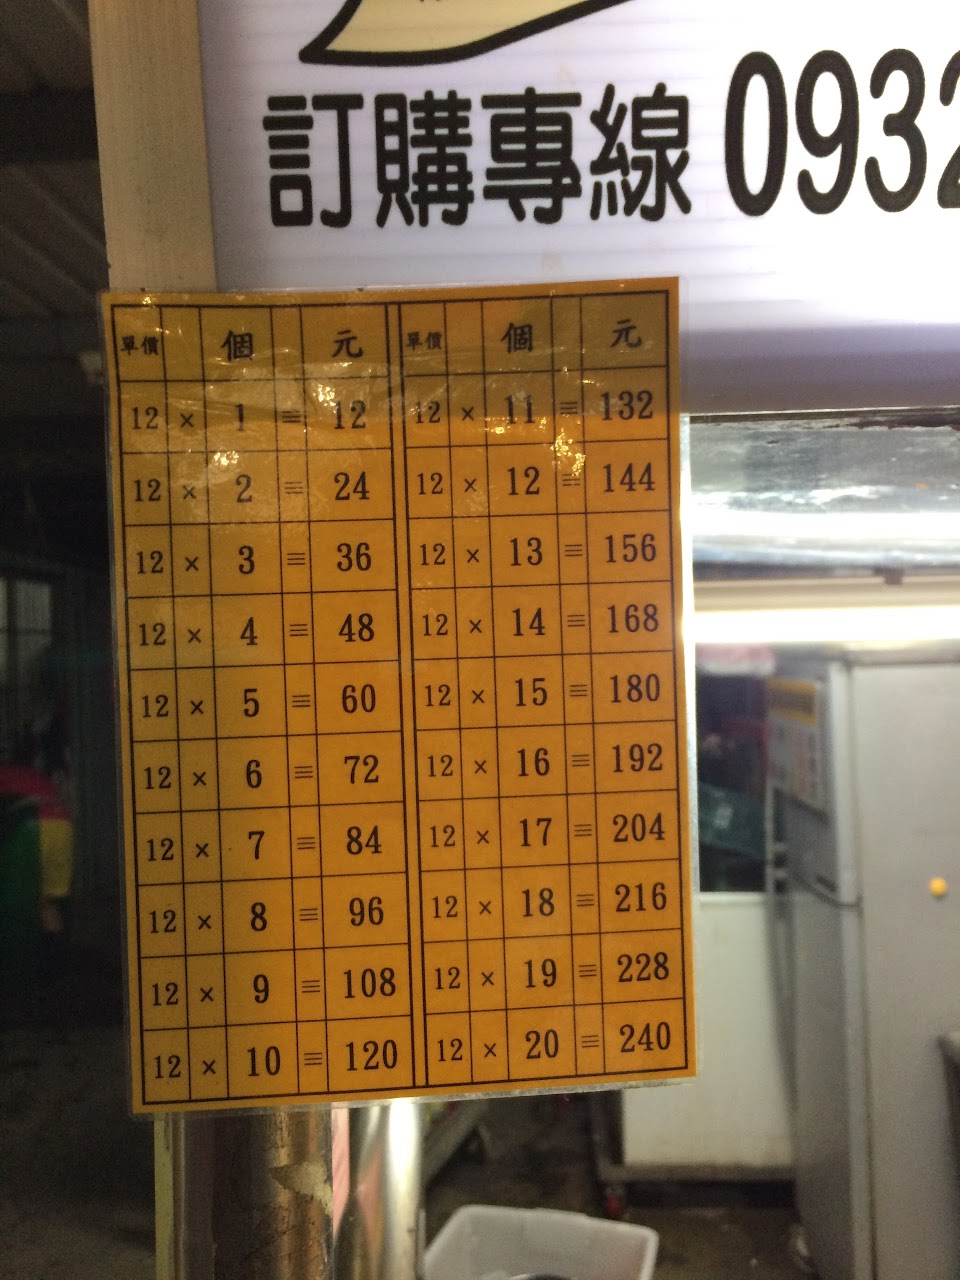 訂購專線 0932
單價 個 元 單價 個 元
12 × 1 = 12 12 × 11 = 132
12 × 2 = 24 12 × 12 = 144
12 × 3 = 36 12 × 13 = 156
12 × 4 = 48 12 × 14 = 168
12 × 5 = 60 12 × 15 = 180
12 × 6 = 72 12 × 16 = 192
12 × 7 = 84 12 × 17 = 204
12 × 8 = 96 12 × 18 = 216
12 × 9 = 108 12 × 19 = 228
12 × 10 = 120 12 × 20 = 240